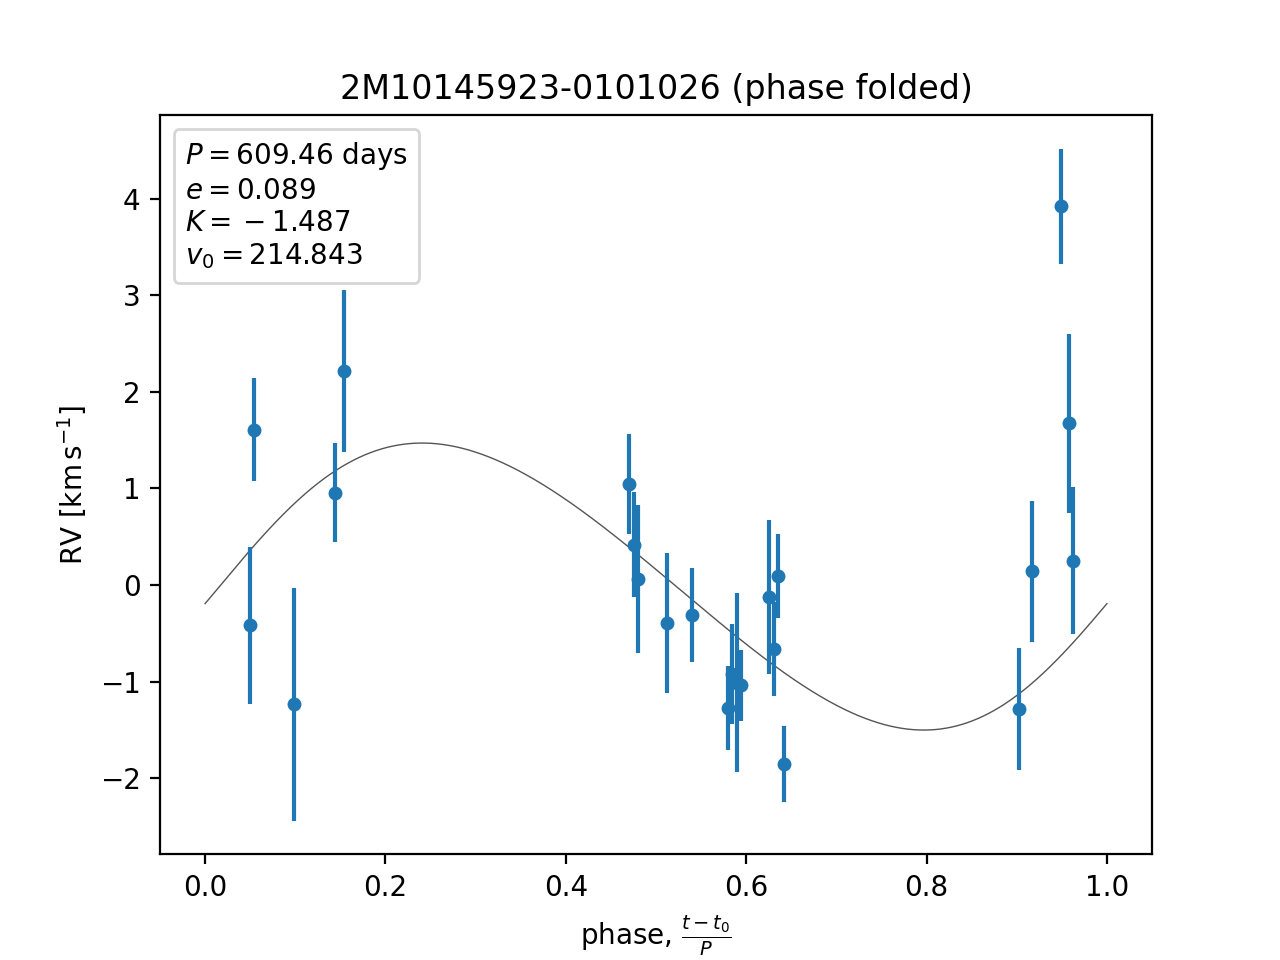 2M10145923-0101026 (phase folded)
P = 609.46 days
e = 0.089
K = −1.487
v₀ = 214.843
4
3
2
1
0
−1
−2
RV [km s⁻¹]
0.0 0.2 0.4 0.6 0.8 1.0
phase, (t − t₀)/P